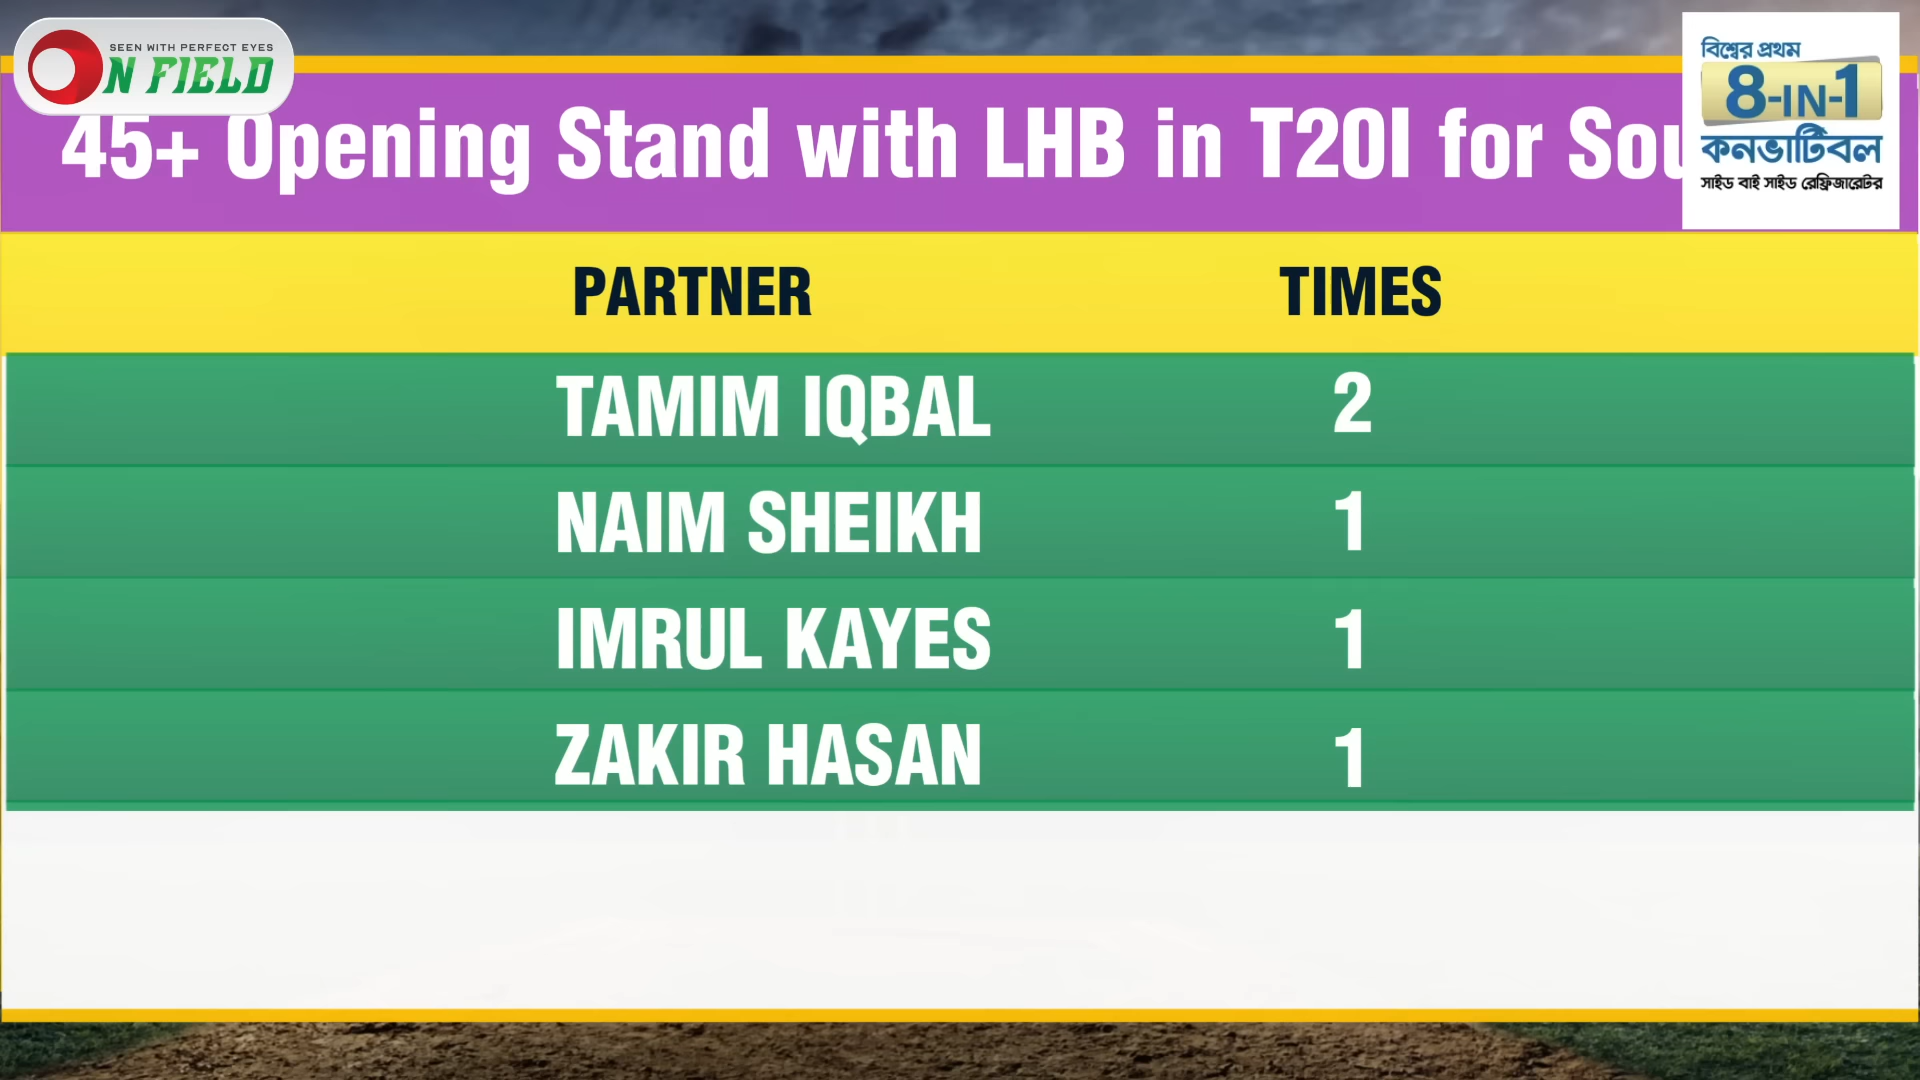 SEEN WITH PERFECT EYES
ON FIELD
45+ Opening Stand with LHB in T20I for
বিশ্বের প্রথম
8-IN-1
কনভার্টিবল
সাইড বাই সাইড রেফ্রিজারেটর
PARTNER TIMES
TAMIM IQBAL 2
NAIM SHEIKH 1
IMRUL KAYES 1
ZAKIR HASAN 1